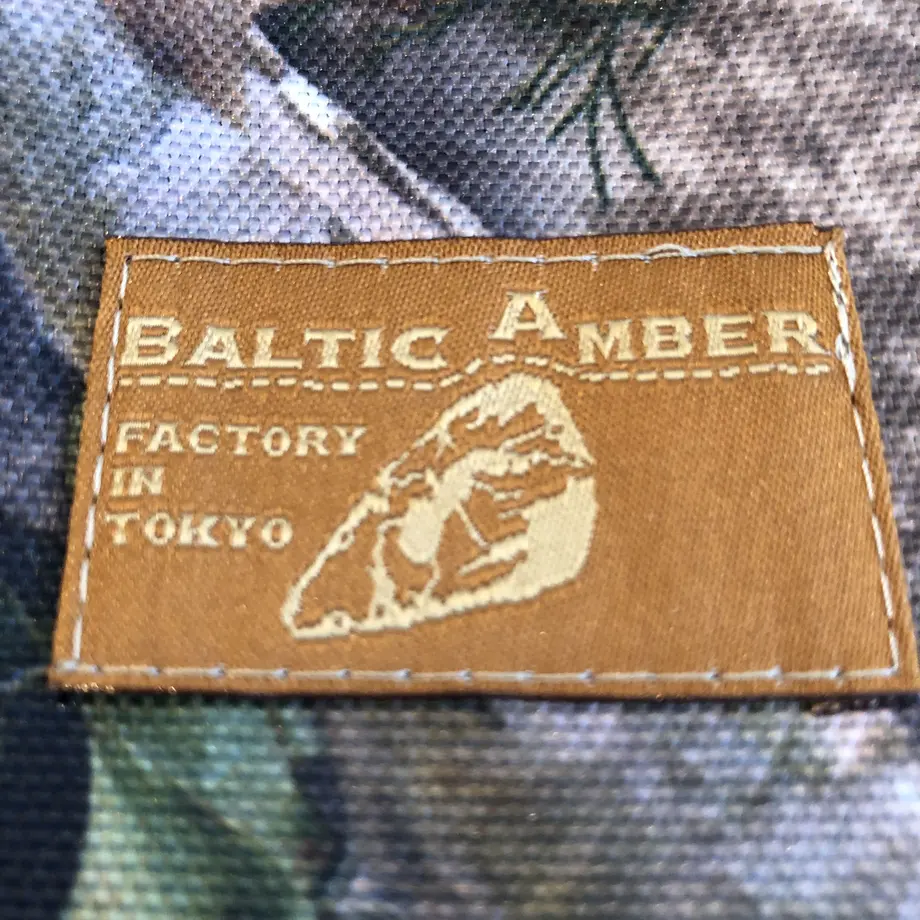 BALTIC AMBER
FACTORY
IN
TOKYO